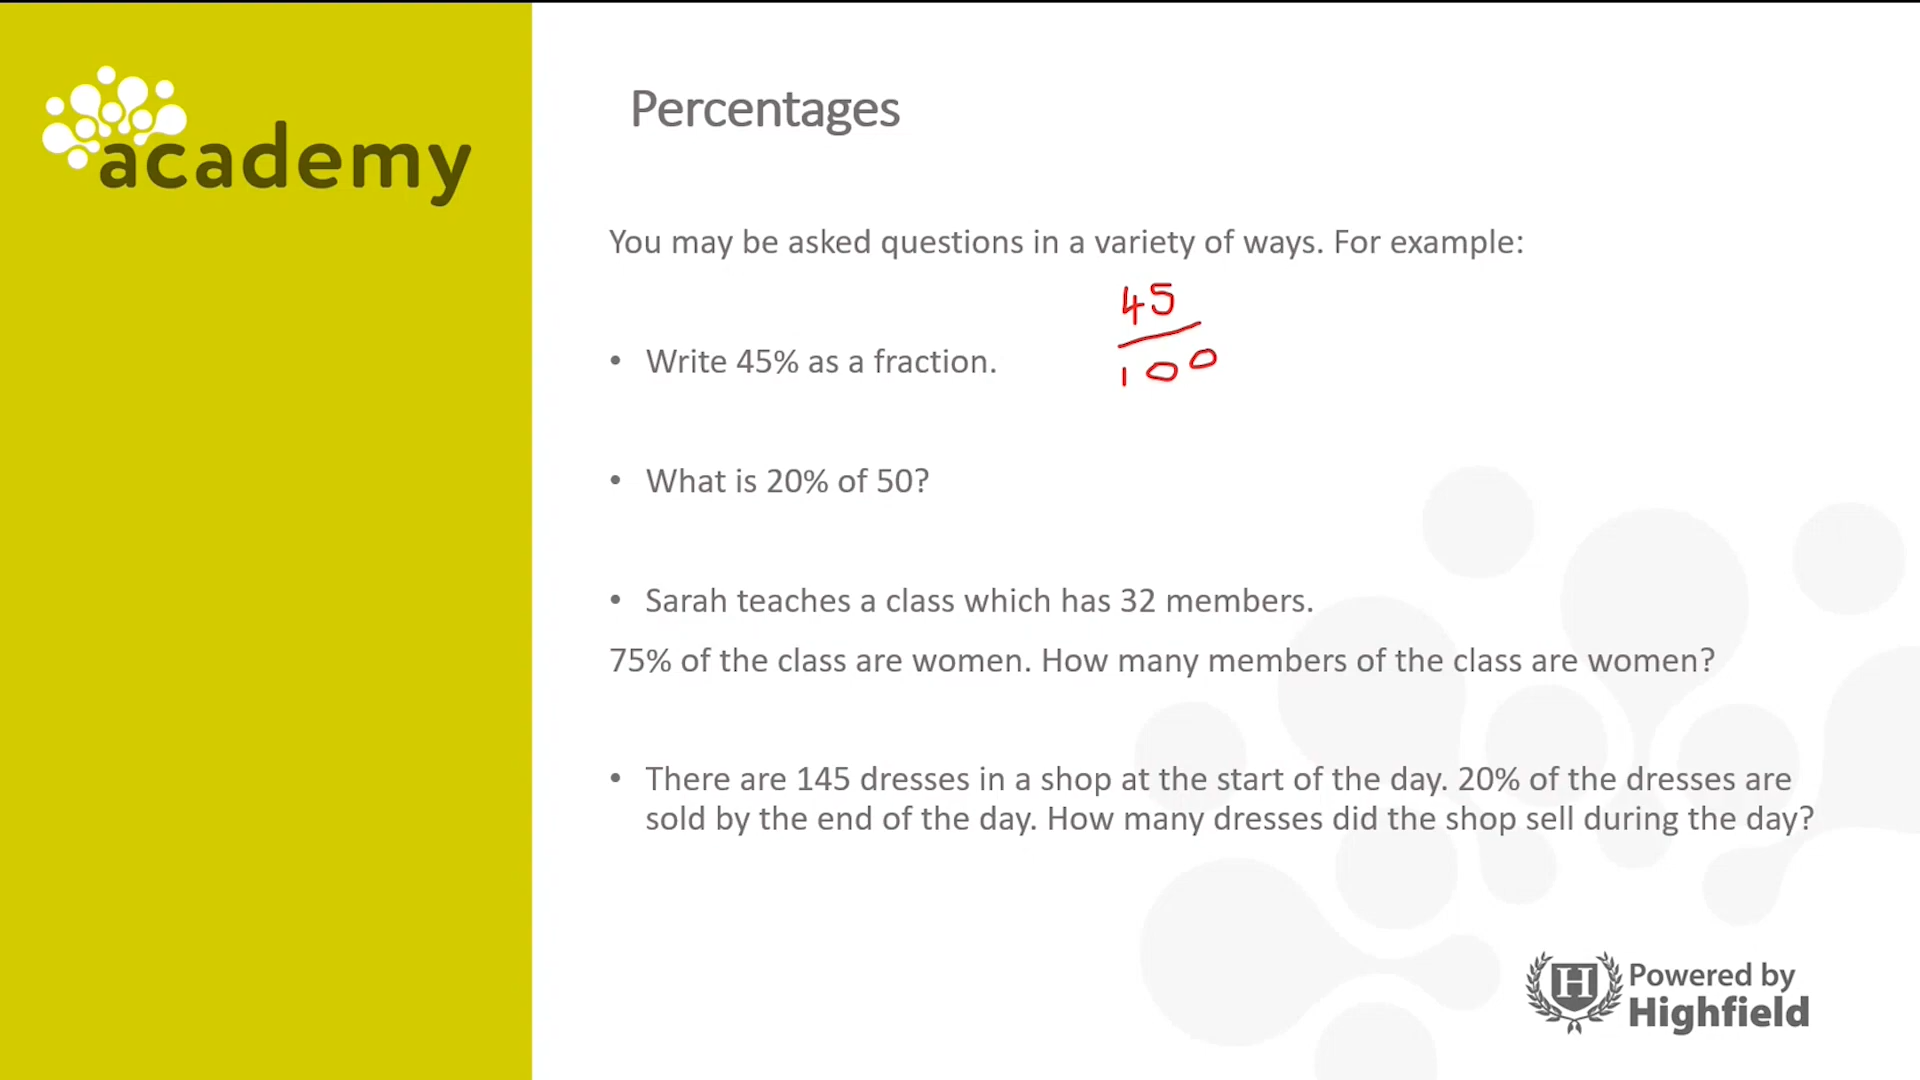 academy
Percentages
You may be asked questions in a variety of ways. For example:
45
100
• Write 45% as a fraction.
• What is 20% of 50?
• Sarah teaches a class which has 32 members.
75% of the class are women. How many members of the class are women?
• There are 145 dresses in a shop at the start of the day. 20% of the dresses are
sold by the end of the day. How many dresses did the shop sell during the day?
H
Powered by
Highfield